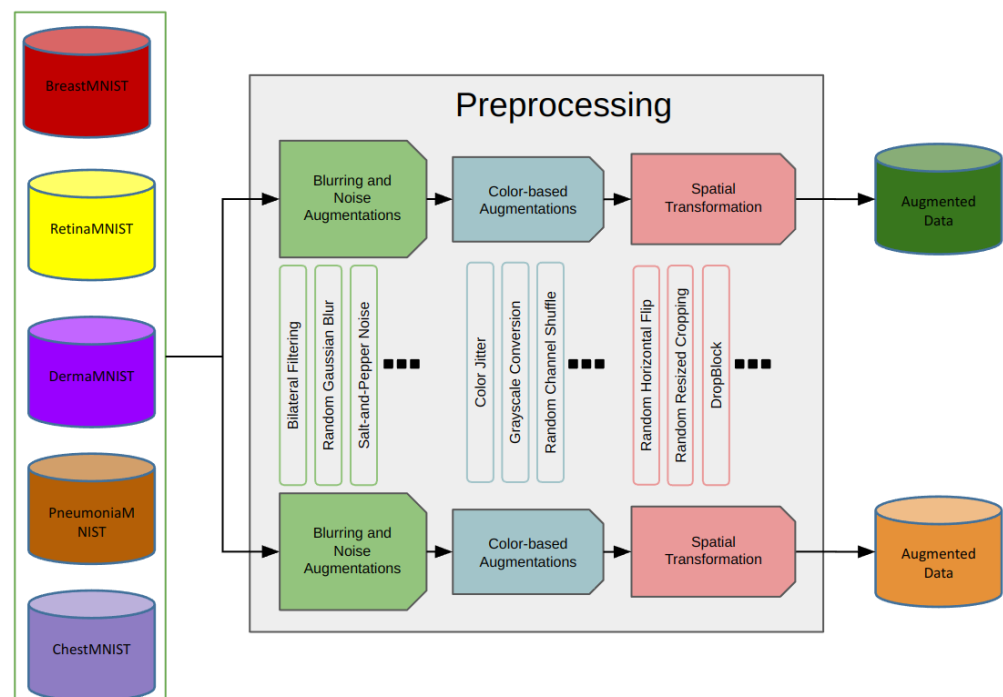 BreastMNIST
RetinaMNIST
DermaMNIST
PneumoniaM
NIST
ChestMNIST
Preprocessing
Blurring and
Noise
Augmentations
Color-based
Augmentations
Spatial
Transformation
Augmented
Data
Bilateral Filtering
Random Gaussian Blur
Salt-and-Pepper Noise
Color Jitter
Grayscale Conversion
Random Channel Shuffle
Random Horizontal Flip
Random Resized Cropping
DropBlock
Blurring and
Noise
Augmentations
Color-based
Augmentations
Spatial
Transformation
Augmented
Data